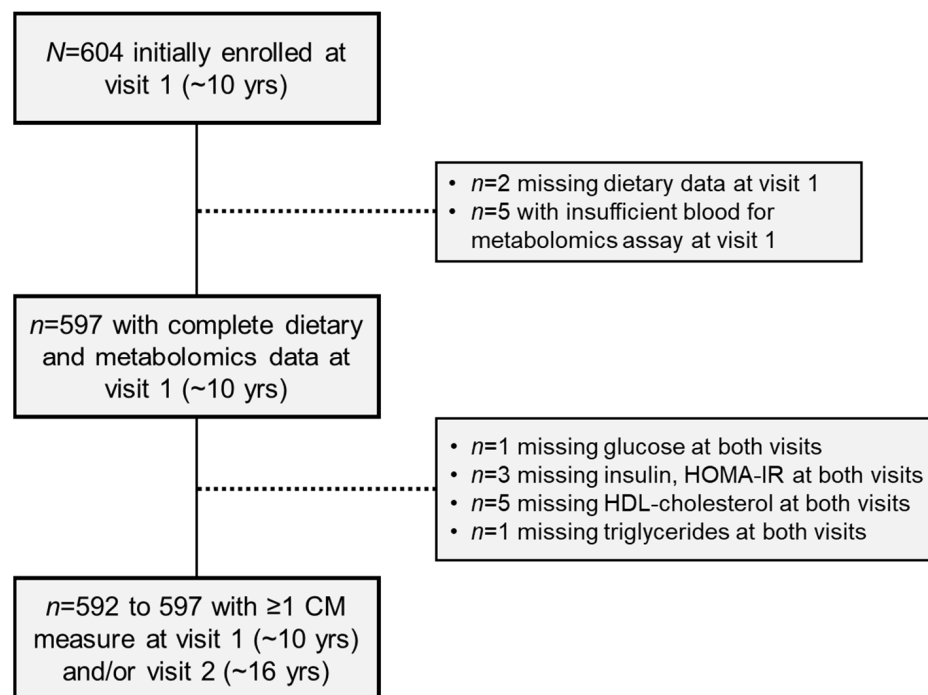 N=604 initially enrolled at
visit 1 (~10 yrs)
• n=2 missing dietary data at visit 1
• n=5 with insufficient blood for
metabolomics assay at visit 1
n=597 with complete dietary
and metabolomics data at
visit 1 (~10 yrs)
• n=1 missing glucose at both visits
• n=3 missing insulin, HOMA-IR at both visits
• n=5 missing HDL-cholesterol at both visits
• n=1 missing triglycerides at both visits
n=592 to 597 with ≥1 CM
measure at visit 1 (~10 yrs)
and/or visit 2 (~16 yrs)